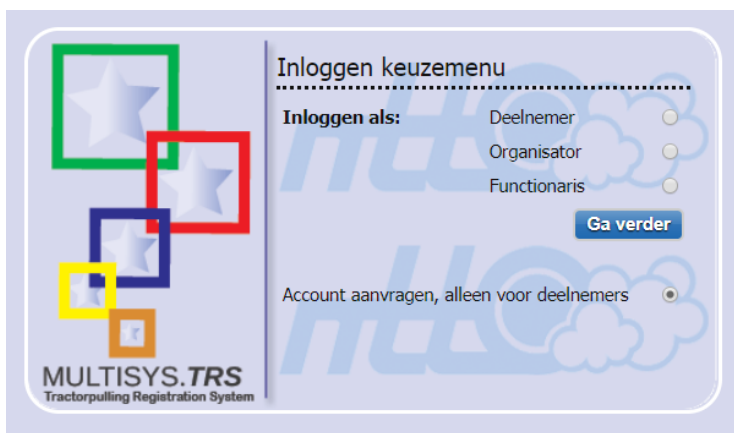 Inloggen keuzemenu
Inloggen als: Deelnemer
Organisator
Functionaris
Ga verder
Account aanvragen, alleen voor deelnemers
MULTISYS.TRS
Tractorpulling Registration System